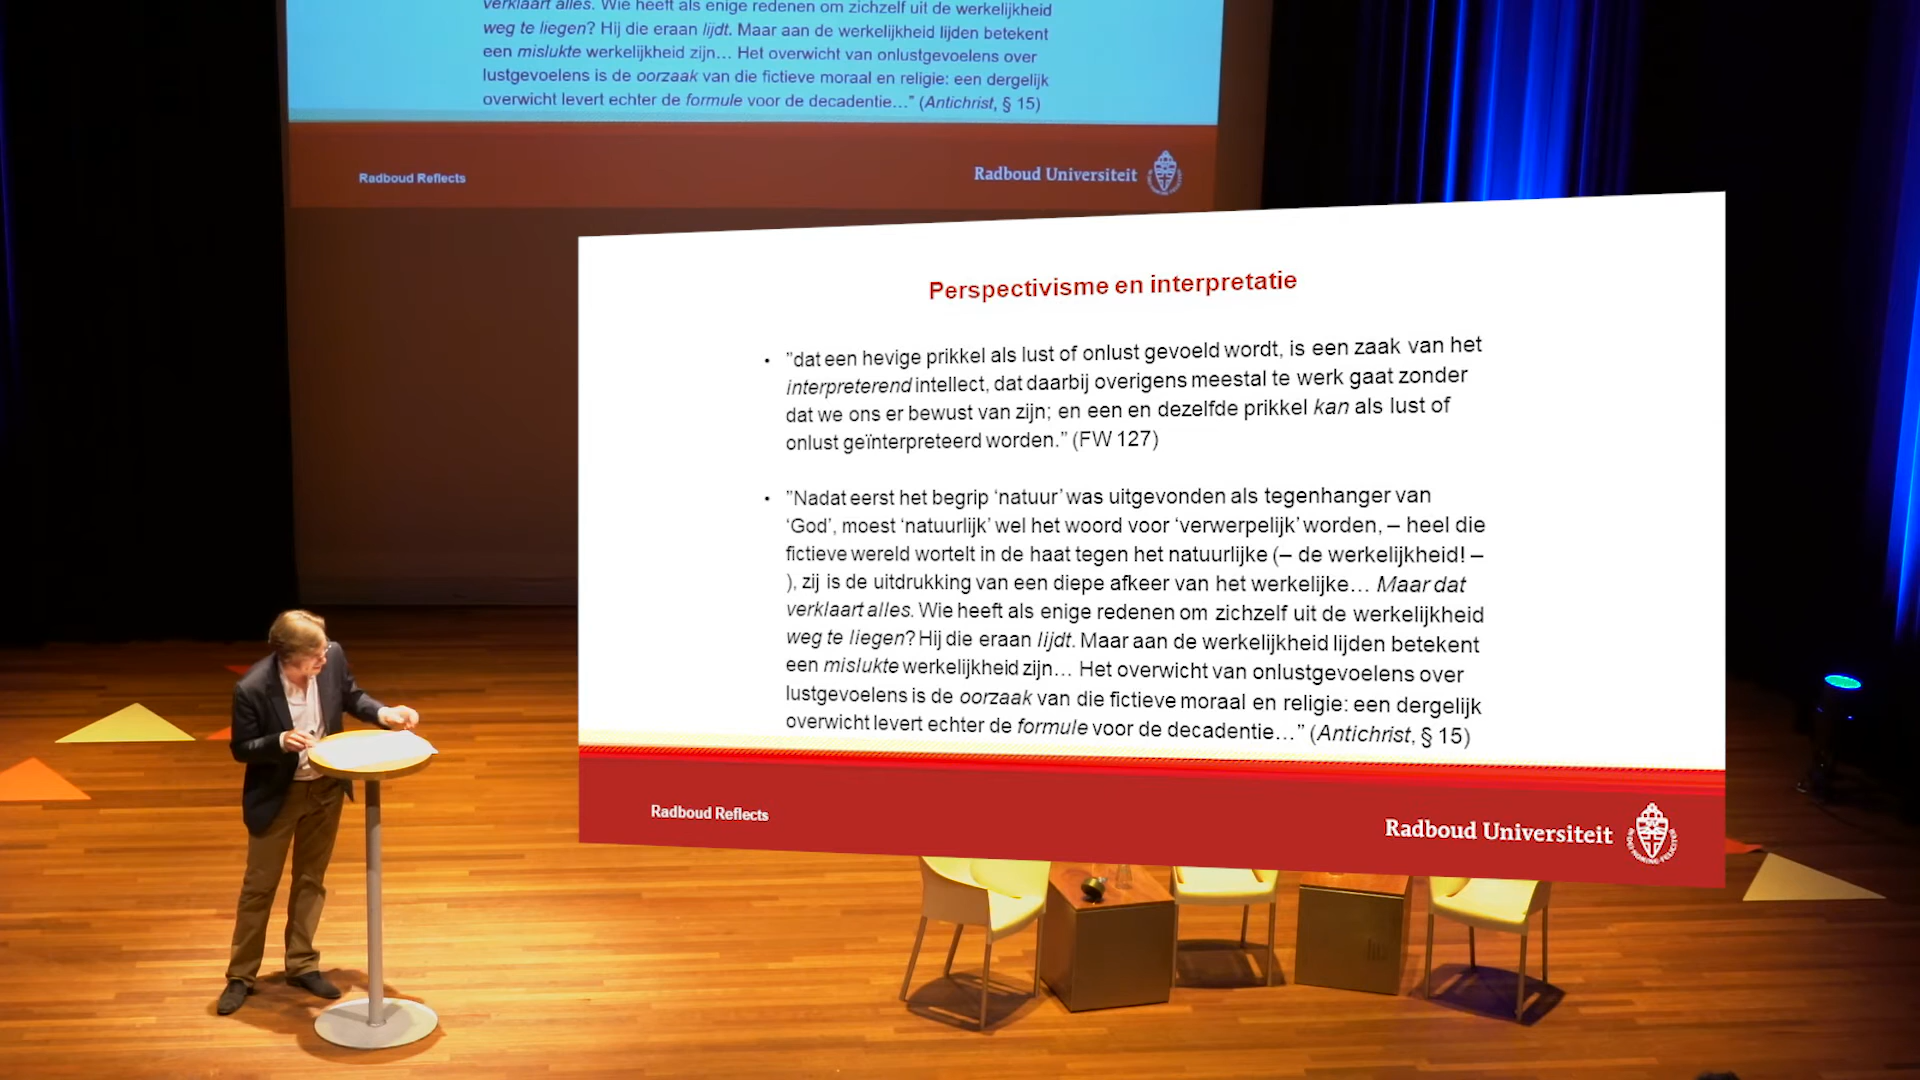 verklaart alles. Wie heeft als enige redenen om zichzelf uit de werkelijkheid
weg te liegen? Hij die eraan lijdt. Maar aan de werkelijkheid lijden betekent
een mislukte werkelijkheid zijn… Het overwicht van onlustgevoelens over
lustgevoelens is de oorzaak van die fictieve moraal en religie: een dergelijk
overwicht levert echter de formule voor de decadentie…” (Antichrist, § 15)
Radboud Reflects
Radboud Universiteit
Perspectivisme en interpretatie
• ”dat een hevige prikkel als lust of onlust gevoeld wordt, is een zaak van het
interpreterend intellect, dat daarbij overigens meestal te werk gaat zonder
dat we ons er bewust van zijn; en een en dezelfde prikkel kan als lust of
onlust geïnterpreteerd worden.” (FW 127)
• ”Nadat eerst het begrip ‘natuur’ was uitgevonden als tegenhanger van
‘God’, moest ‘natuurlijk’ wel het woord voor ‘verwerpelijk’ worden, – heel die
fictieve wereld wortelt in de haat tegen het natuurlijke (– de werkelijkheid! –
), zij is de uitdrukking van een diepe afkeer van het werkelijke… Maar dat
verklaart alles. Wie heeft als enige redenen om zichzelf uit de werkelijkheid
weg te liegen? Hij die eraan lijdt. Maar aan de werkelijkheid lijden betekent
een mislukte werkelijkheid zijn… Het overwicht van onlustgevoelens over
lustgevoelens is de oorzaak van die fictieve moraal en religie: een dergelijk
overwicht levert echter de formule voor de decadentie…” (Antichrist, § 15)
Radboud Reflects
Radboud Universiteit